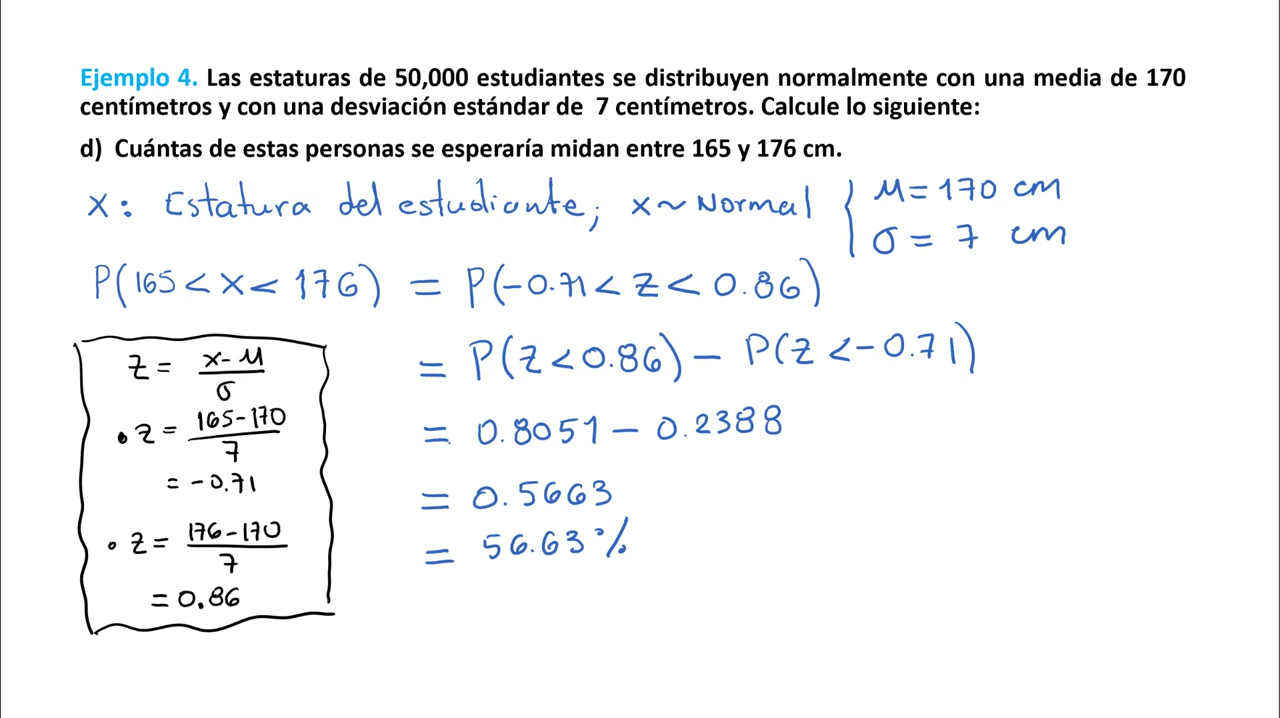 Ejemplo 4. Las estaturas de 50,000 estudiantes se distribuyen normalmente con una media de 170
centímetros y con una desviación estándar de 7 centímetros. Calcule lo siguiente:
d) Cuántas de estas personas se esperaría midan entre 165 y 176 cm.
x: Estatura del estudiante; x~Normal { μ = 170 cm
σ = 7 cm
P(165 < x < 176) = P(-0.71 < z < 0.86)
= P(z < 0.86) - P(z < -0.71)
= 0.8051 - 0.2388
= 0.5663
= 56.63%
z = (x-μ)/σ
• z = (165-170)/7
= -0.71
• z = (176-170)/7
= 0.86